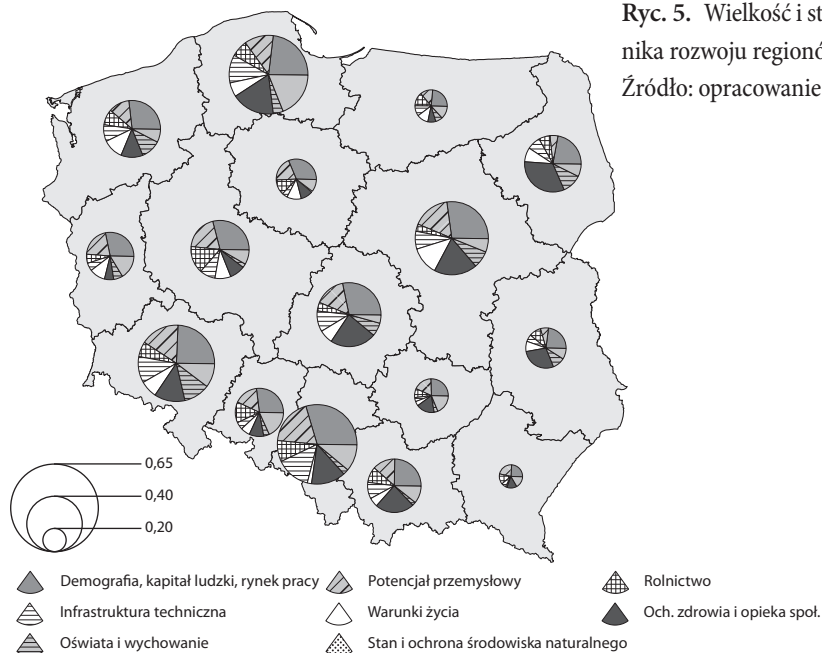 Ryc. 5. Wielkość i st
nika rozwoju regionó
Źródło: opracowanie
0,65
0,40
0,20
Demografia, kapitał ludzki, rynek pracy
Potencjał przemysłowy
Rolnictwo
Infrastruktura techniczna
Warunki życia
Och. zdrowia i opieka społ.
Oświata i wychowanie
Stan i ochrona środowiska naturalnego